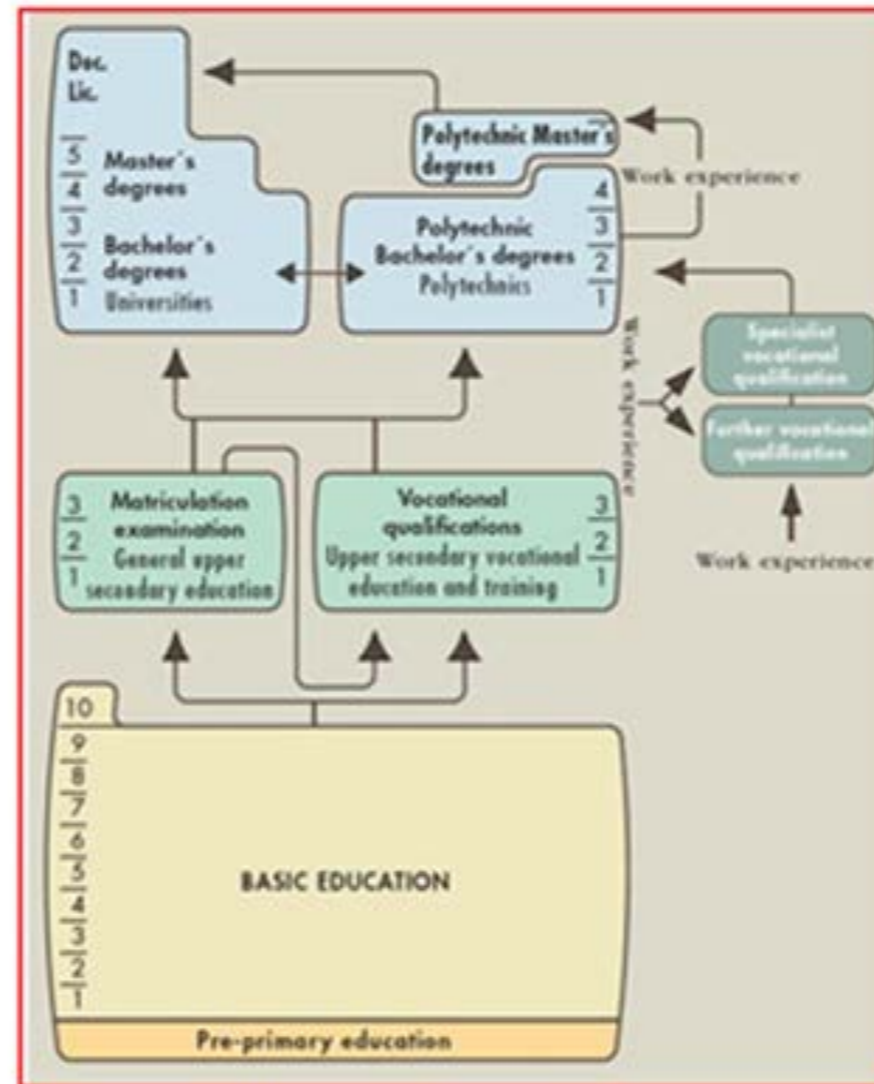 Doc.
Lic.
5
4
3
2
1
Master´s
degrees
Bachelor´s
degrees
Universities
Polytechnic Master´s
degrees
Work experience
Polytechnic
Bachelor´s degrees
Polytechnics
4
3
2
1
Work experience
Specialist
vocational
qualification
Further vocational
qualification
Work experience
3
2
1
Matriculation
examination
General upper
secondary education
Vocational
qualifications
Upper secondary vocational
education and training
3
2
1
10
9
8
7
6
5
4
3
2
1
BASIC EDUCATION
Pre-primary education